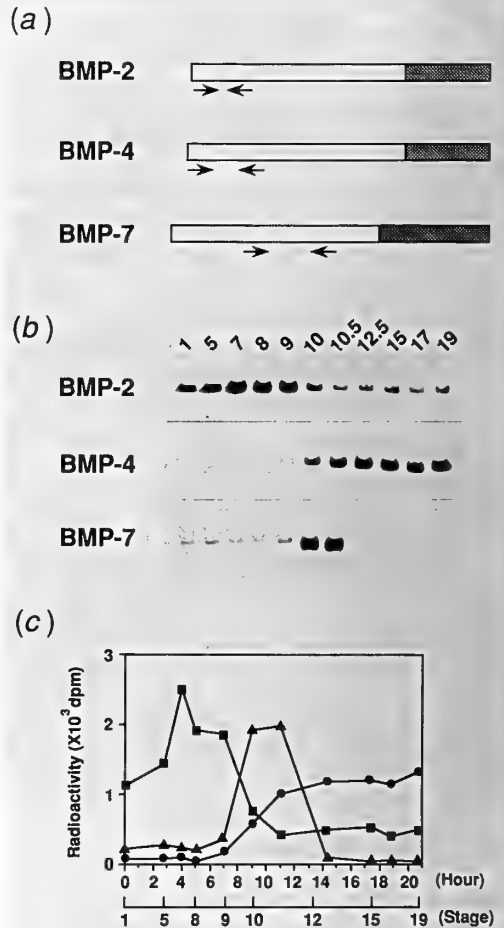 (a)
BMP-2
BMP-4
BMP-7
(b)
1 5 7 8 9 10 10.5 12.5 15 17 19
BMP-2
BMP-4
BMP-7
(c)
Radioactivity (X10³ dpm)
3
2
1
0
0 2 4 6 8 10 12 14 16 18 20 (Hour)
1 5 8 9 10 12 15 19 (Stage)